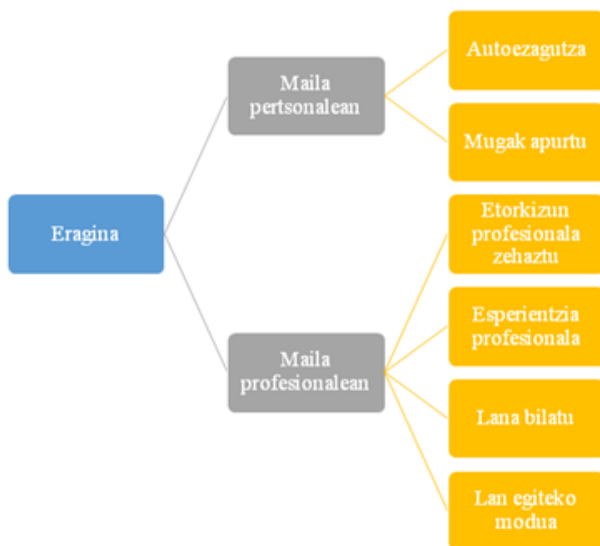 Eragina
Maila
pertsonalean
Autoezagutza
Mugak apurtu
Maila
profesionalean
Etorkizun
profesionala
zehaztu
Esperientzia
profesionala
Lana bilatu
Lan egiteko
modua